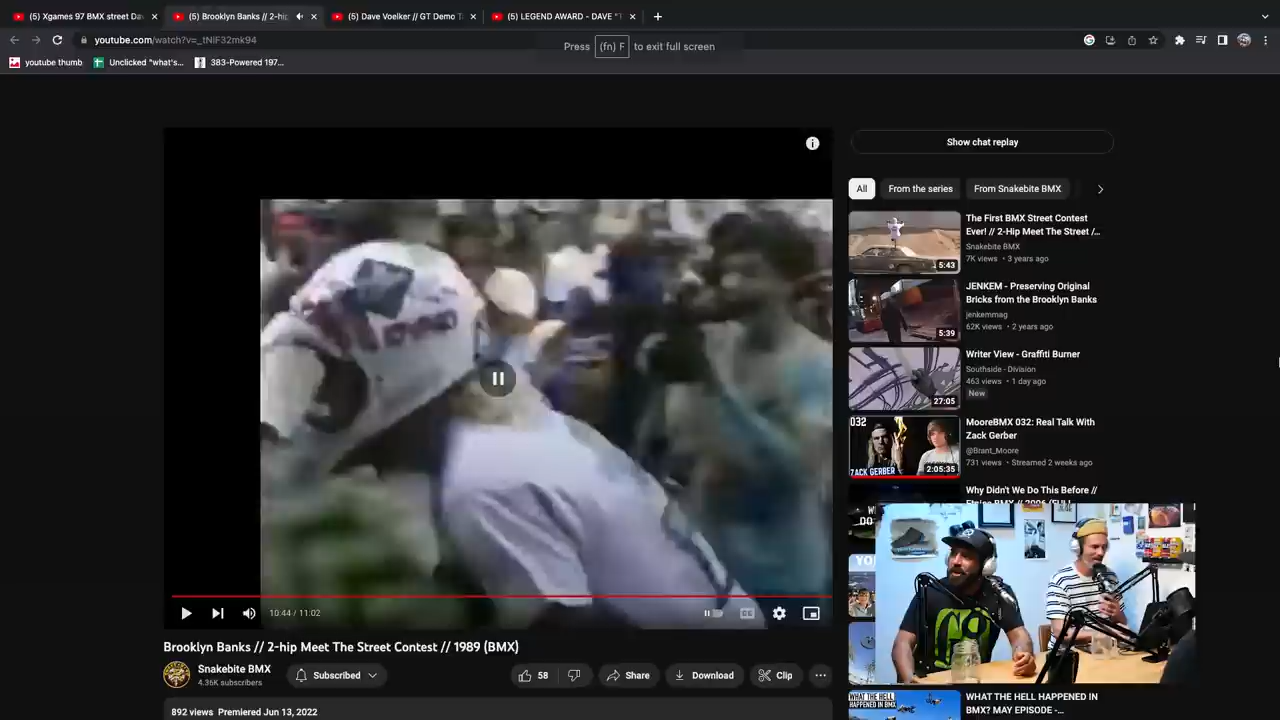 (5) Xgames 97 BMX street Da
(5) Brooklyn Banks // 2-hi
(5) Dave Voelker // GT Demo T
(5) LEGEND AWARD - DAVE "T
youtube.com/watch?v=_tNIF32mk94
Press (fn) F to exit full screen
youtube thumb
Unclicked "what's...
383-Powered 197...
Show chat replay
All
From the series
From Snakebite BMX
The First BMX Street Contest
Ever! // 2-Hip Meet The Street /...
Snakebite BMX
7K views • 3 years ago
5:43
JENKEM - Preserving Original
Bricks from the Brooklyn Banks
jenkemmag
62K views • 2 years ago
5:39
Writer View - Graffiti Burner
Southside - Division
463 views • 1 day ago
New
27:05
MooreBMX 032: Real Talk With
Zack Gerber
@Brant_Moore
731 views • Streamed 2 weeks ago
032
ZACK GERBER
2:05:35
Why Didn't We Do This Before //
10:44 / 11:02
CC
Brooklyn Banks // 2-hip Meet The Street Contest // 1989 (BMX)
Snakebite BMX
4.36K subscribers
Subscribed
58
Share
Download
Clip
892 views Premiered Jun 13, 2022
WHAT THE HELL
HAPPENED IN BMX?
WHAT THE HELL HAPPENED IN
BMX? MAY EPISODE -...